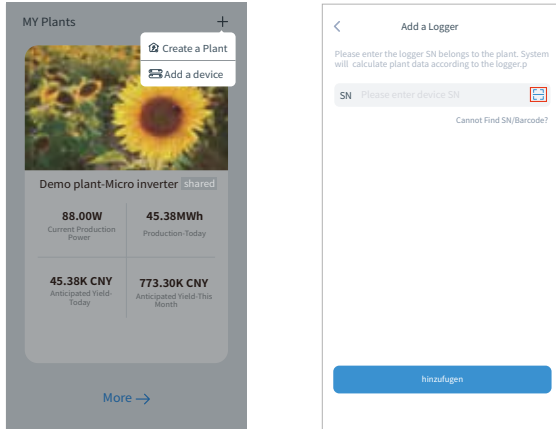 MY Plants
Create a Plant
Add a device
Demo plant-Micro inverter shared
88.00W
Current Production
Power
45.38MWh
Production-Today
45.38K CNY
Anticipated Yield-
Today
773.30K CNY
Anticipated Yield-This
Month
More
Add a Logger
Please enter the logger SN belongs to the plant. System
will calculate plant data according to the logger.p
SN Please enter device SN
Cannot Find SN/Barcode?
hinzufugen